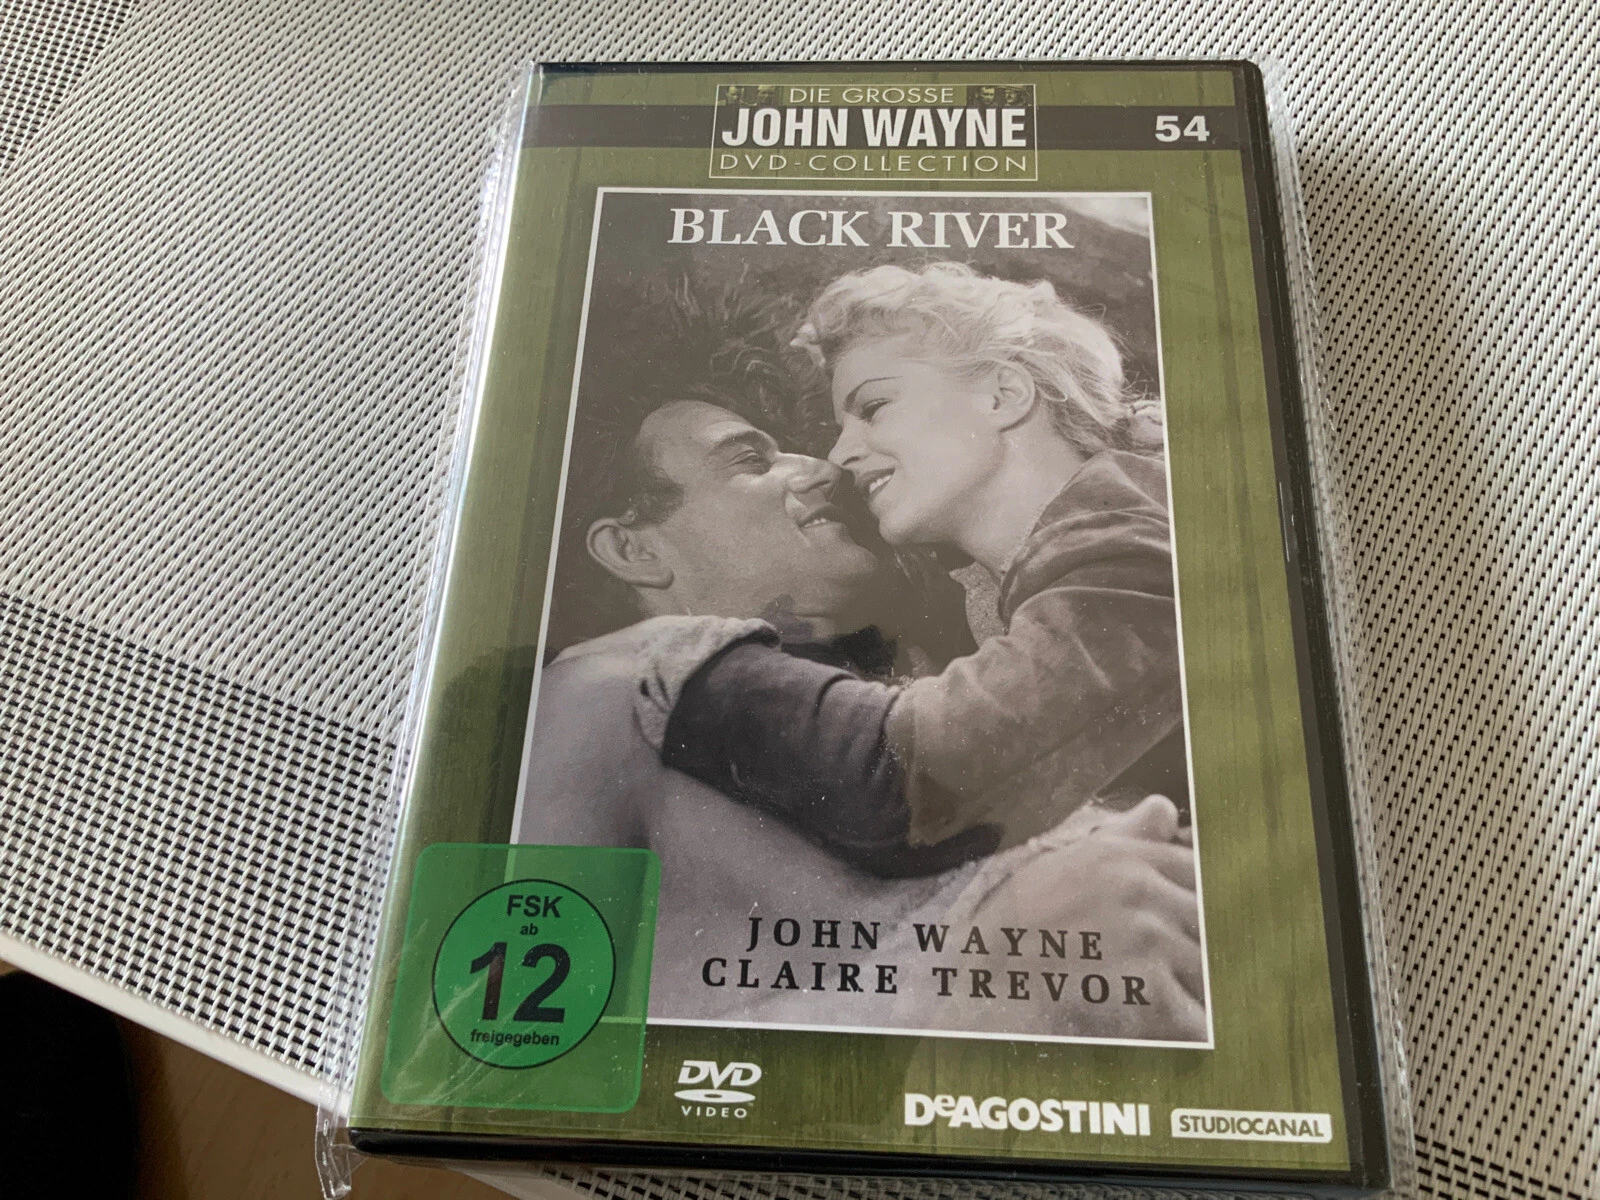 DIE GROSSE
JOHN WAYNE
DVD-COLLECTION
54
BLACK RIVER
JOHN WAYNE
CLAIRE TREVOR
FSK
ab
12
freigegeben
DVD
VIDEO
DeAGOSTINI
STUDIOCANAL